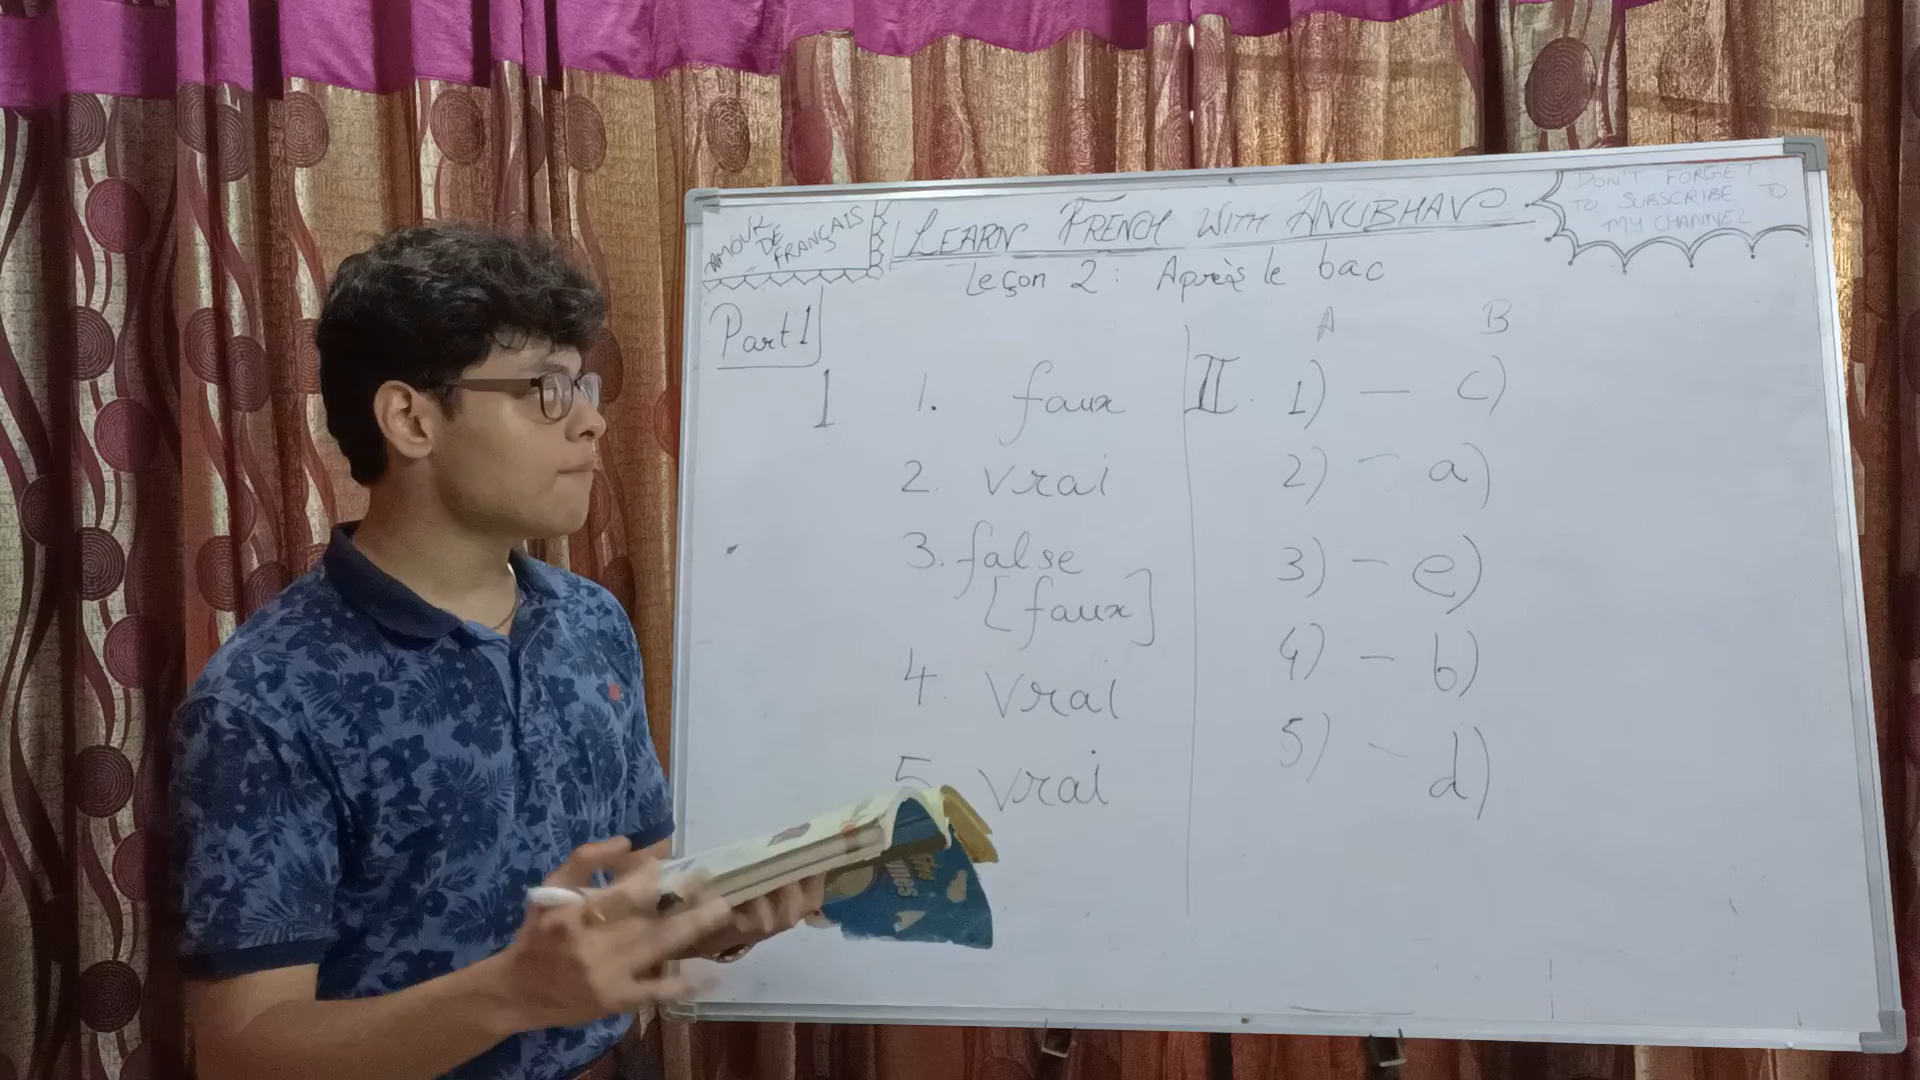 AMOUR
DE
FRANÇAIS
LEARN FRENCH WITH ANUBHAV
DON'T FORGET
TO SUBSCRIBE TO
MY CHANNEL
Leçon 2 : Après le bac
Part 1
I
1. faux
2. vrai
3. false
[faux]
4. vrai
5. vrai
A B
II. 1) — c)
2) — a)
3) — e)
4) — b)
5) — d)